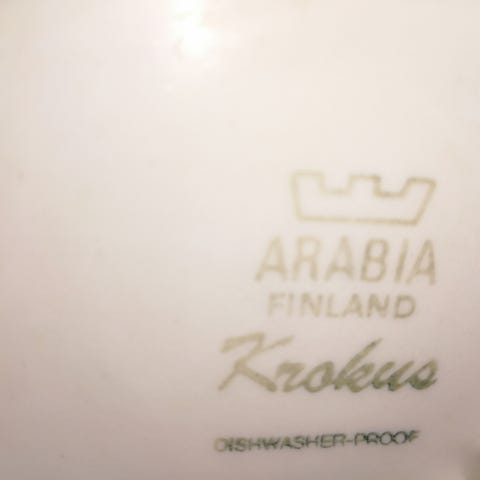 ARABIA
FINLAND
Krokus
DISHWASHER-PROOF